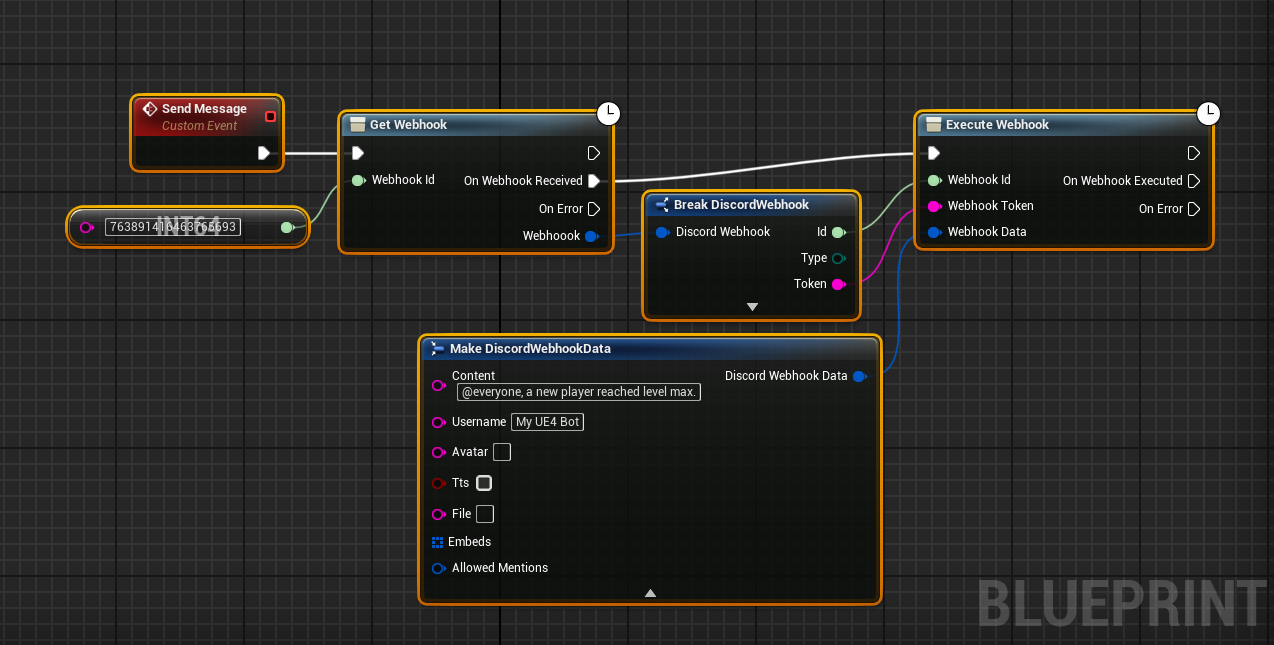 Send Message
Custom Event
Get Webhook
Webhook Id
On Webhook Received
On Error
Webhoook
INT64
763891416463765693
Break DiscordWebhook
Discord Webhook
Id
Type
Token
Execute Webhook
Webhook Id
On Webhook Executed
Webhook Token
On Error
Webhook Data
Make DiscordWebhookData
Content
Discord Webhook Data
@everyone, a new player reached level max.
Username My UE4 Bot
Avatar
Tts
File
Embeds
Allowed Mentions
BLUEPRINT